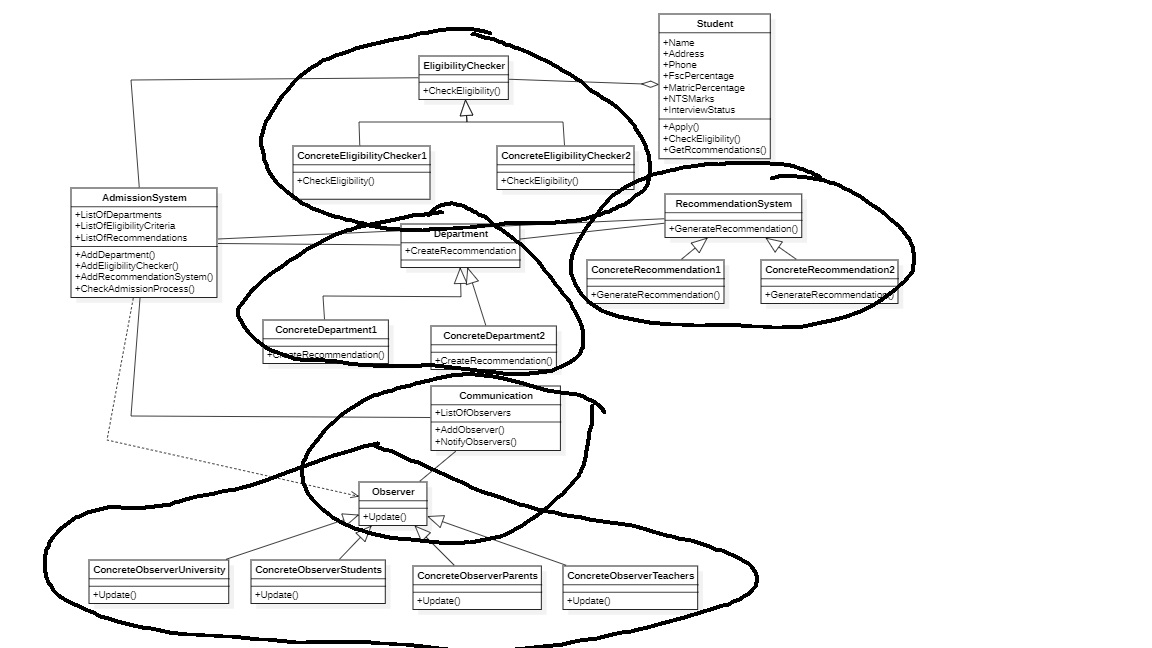 Student
+Name
+Address
+Phone
+FscPercentage
+MatricPercentage
+NTSMarks
+InterviewStatus
+Apply()
+CheckEligibility()
+GetRcommendations()
EligibilityChecker
+CheckEligibility()
ConcreteEligibilityChecker1
+CheckEligibility()
ConcreteEligibilityChecker2
+CheckEligibility()
AdmissionSystem
+ListOfDepartments
+ListOfEligibilityCriteria
+ListOfRecommendations
+AddDepartment()
+AddEligibilityChecker()
+AddRecommendationSystem()
+CheckAdmissionProcess()
RecommendationSystem
+GenerateRecommendation()
ConcreteRecommendation1
+GenerateRecommendation()
ConcreteRecommendation2
+GenerateRecommendation()
Department
+CreateRecommendation
ConcreteDepartment1
+CreateRecommendation()
ConcreteDepartment2
+CreateRecommendation()
Communication
+ListOfObservers
+AddObserver()
+NotifyObservers()
Observer
+Update()
ConcreteObserverUniversity
+Update()
ConcreteObserverStudents
+Update()
ConcreteObserverParents
+Update()
ConcreteObserverTeachers
+Update()